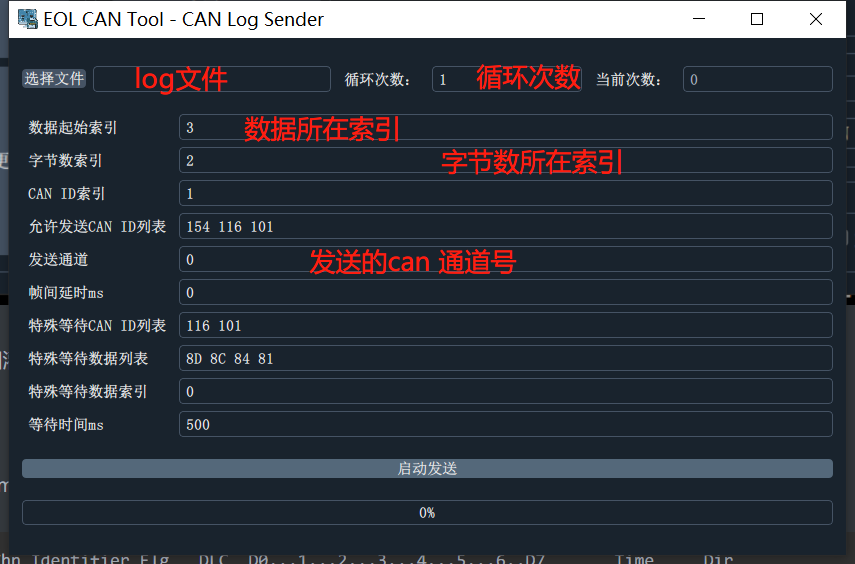 EOL CAN Tool - CAN Log Sender
选择文件 log文件 循环次数: 1 循环次数 当前次数: 0
数据起始索引 3 数据所在索引
字节数索引 2 字节数所在索引
CAN ID索引 1
允许发送CAN ID列表 154 116 101
发送通道 0 发送的can 通道号
帧间延时ms 0
特殊等待CAN ID列表 116 101
特殊等待数据列表 8D 8C 84 81
特殊等待数据索引 0
等待时间ms 500
启动发送
0%
hn Identifier Flg DLC D0...1...2...3...4...5...6..D7 Time Dir